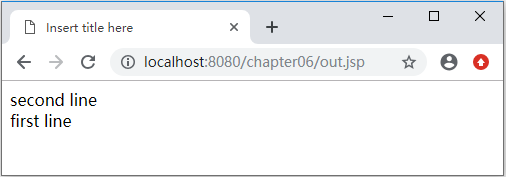 Insert title here
localhost:8080/chapter06/out.jsp
second line
first line